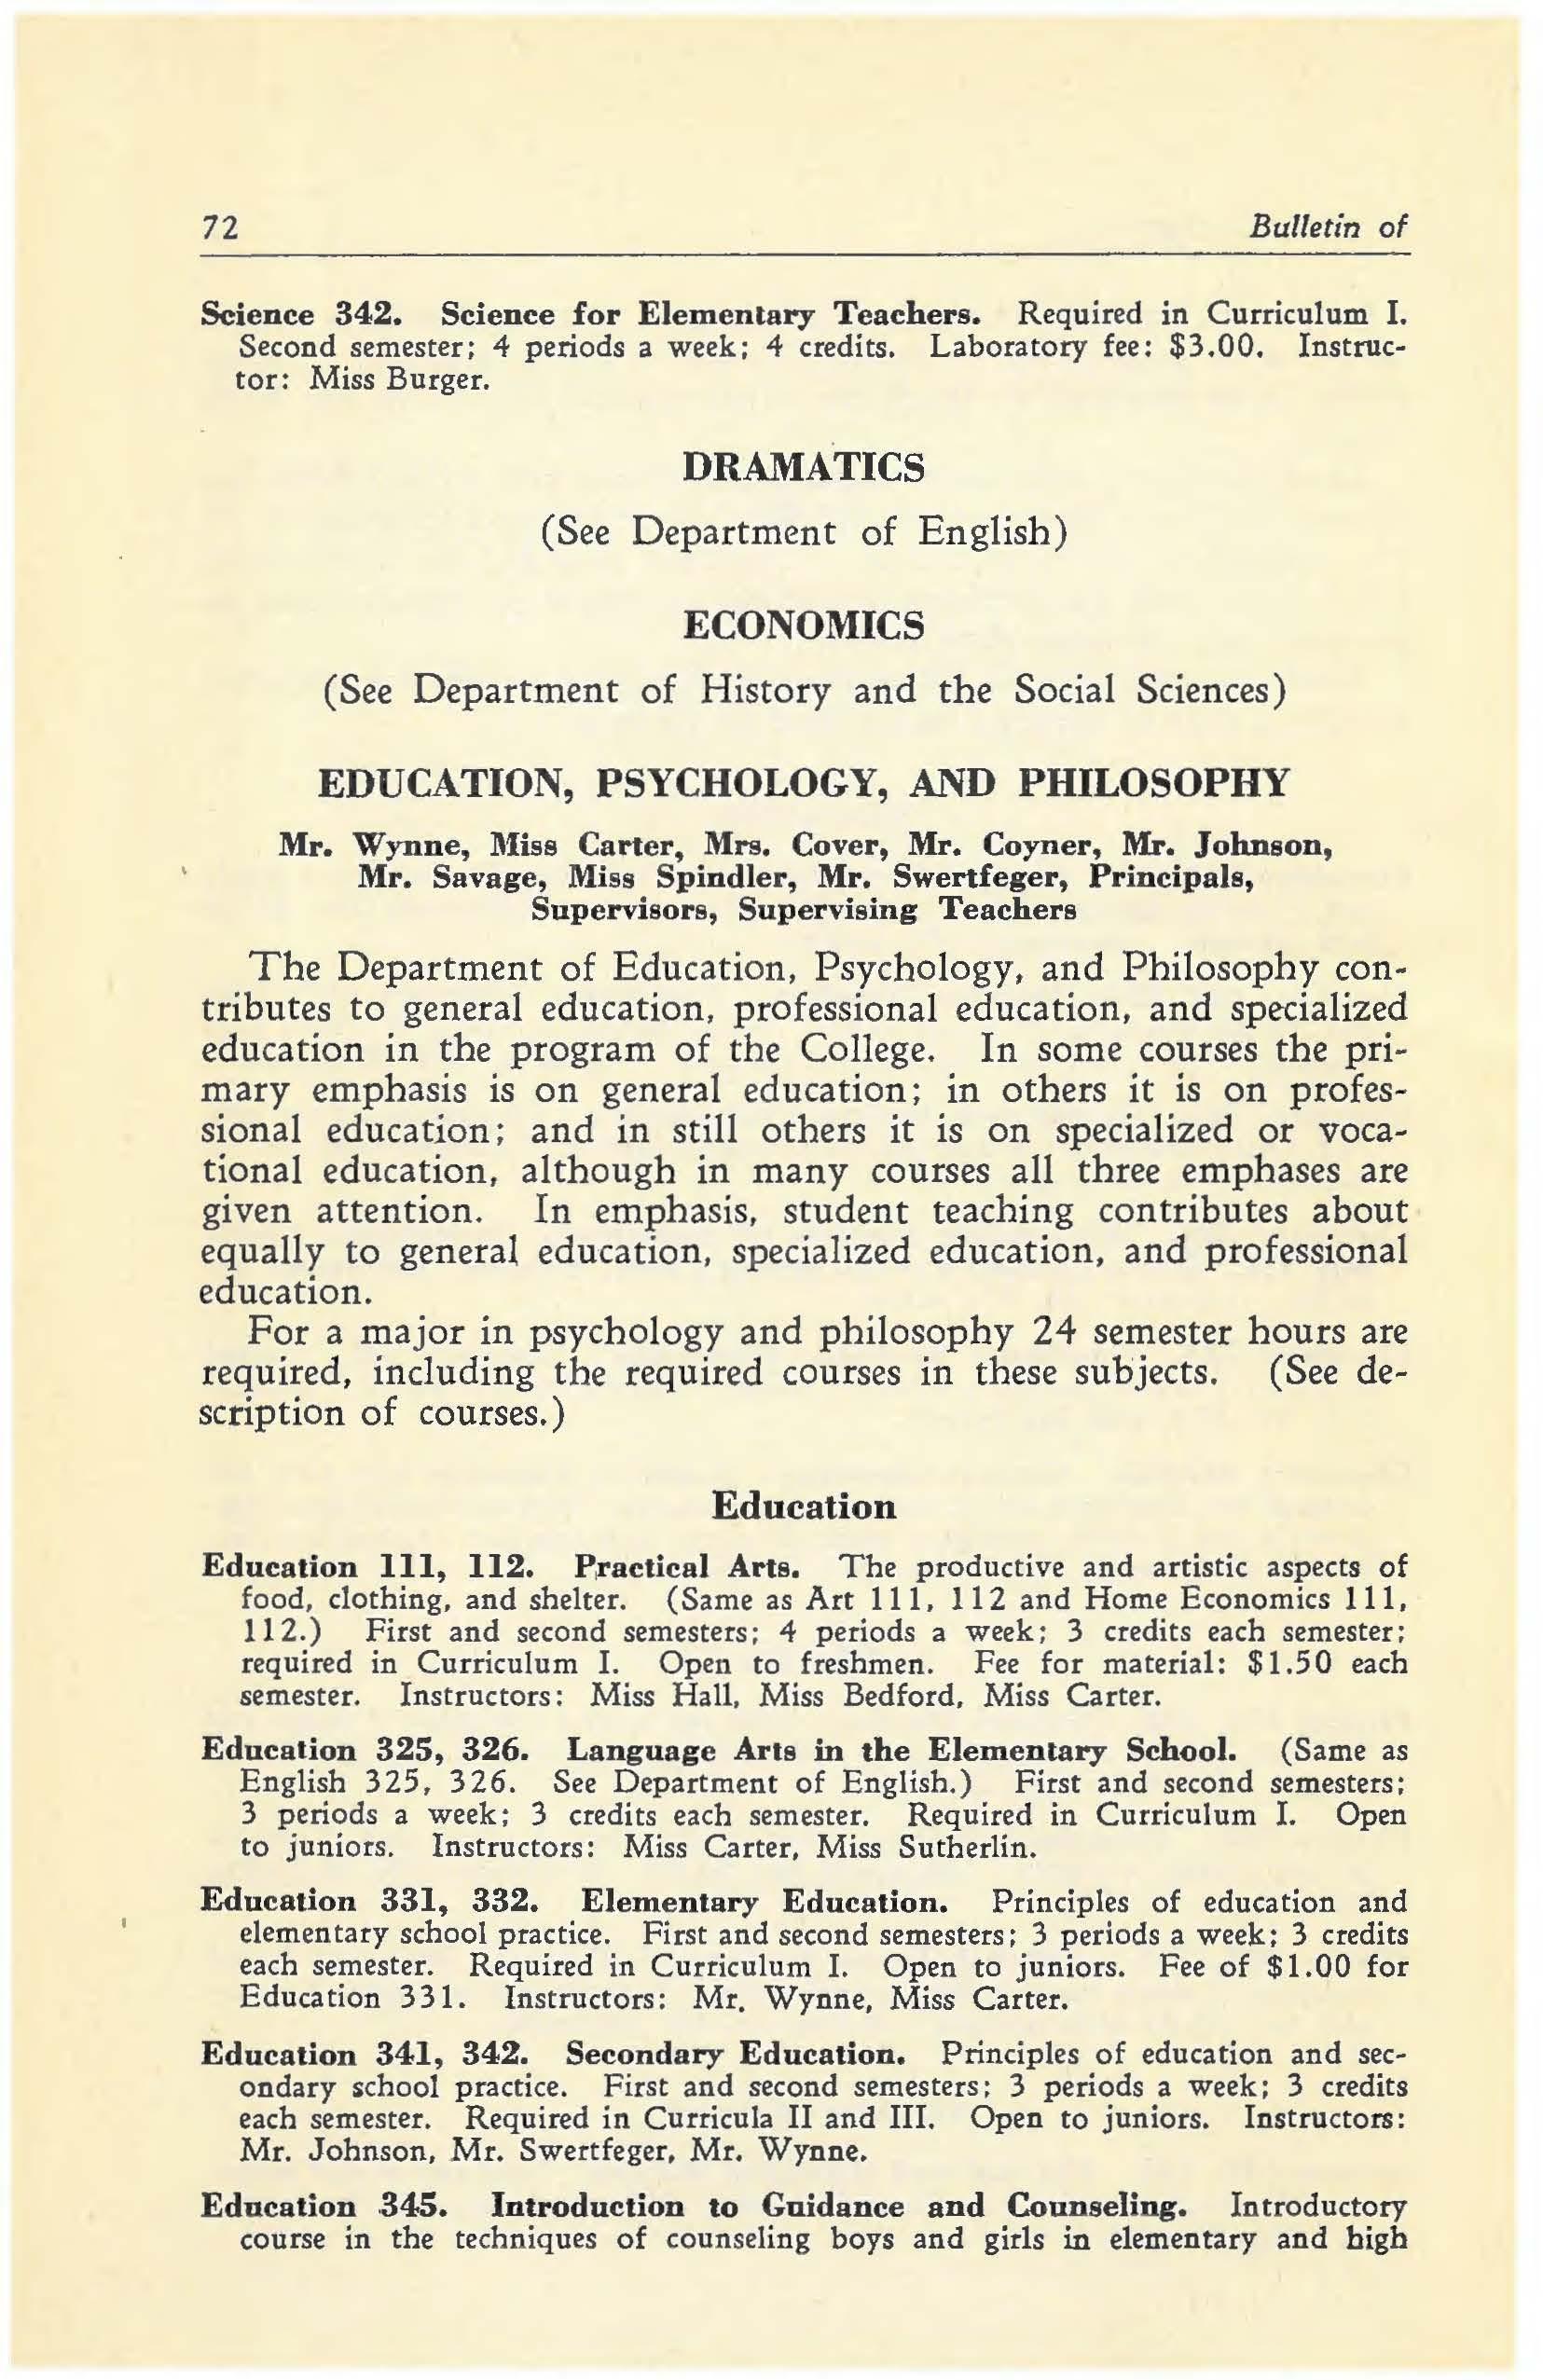 72 Bulletin of
Science 342. Science for Elementary Teachers. Required in Curriculum I.
Second semester; 4 periods a week; 4 credits. Laboratory fee: $3.00. Instruc-
tor: Miss Burger.
DRAMATICS
(See Department of English)
ECONOMICS
(See Department of History and the Social Sciences)
EDUCATION, PSYCHOLOGY, AND PHILOSOPHY
Mr. Wynne, Miss Carter, Mrs. Cover, Mr. Coyner, Mr. Johnson,
Mr. Savage, Miss Spindler, Mr. Swertfeger, Principals,
Supervisors, Supervising Teachers
The Department of Education, Psychology, and Philosophy con-
tributes to general education, professional education, and specialized
education in the program of the College. In some courses the pri-
mary emphasis is on general education; in others it is on profes-
sional education; and in still others it is on specialized or voca-
tional education, although in many courses all three emphases are
given attention. In emphasis, student teaching contributes about
equally to general education, specialized education, and professional
education.
For a major in psychology and philosophy 24 semester hours are
required, including the required courses in these subjects. (See de-
scription of courses.)
Education
Education 111, 112. Practical Arts. The productive and artistic aspects of
food, clothing, and shelter. (Same as Art 111, 112 and Home Economics 111,
112.) First and second semesters; 4 periods a week; 3 credits each semester;
required in Curriculum I. Open to freshmen. Fee for material: $1.50 each
semester. Instructors: Miss Hall, Miss Bedford, Miss Carter.
Education 325, 326. Language Arts in the Elementary School. (Same as
English 325, 326. See Department of English.) First and second semesters;
3 periods a week; 3 credits each semester. Required in Curriculum I. Open
to juniors. Instructors: Miss Carter, Miss Sutherlin.
Education 331, 332. Elementary Education. Principles of education and
elementary school practice. First and second semesters; 3 periods a week; 3 credits
each semester. Required in Curriculum I. Open to juniors. Fee of $1.00 for
Education 331. Instructors: Mr. Wynne, Miss Carter.
Education 341, 342. Secondary Education. Principles of education and sec-
ondary school practice. First and second semesters; 3 periods a week; 3 credits
each semester. Required in Curricula II and III. Open to juniors. Instructors:
Mr. Johnson, Mr. Swertfeger, Mr. Wynne.
Education 345. Introduction to Guidance and Counseling. Introductory
course in the techniques of counseling boys and girls in elementary and high